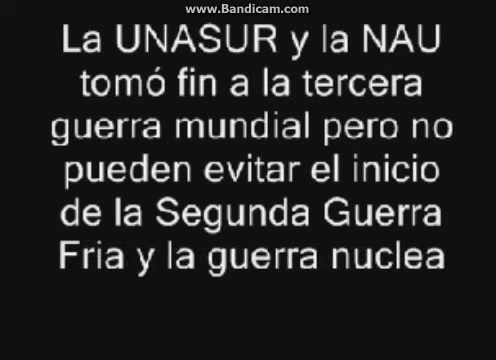 www.Bandicam.com
La UNASUR y la NAU
tomó fin a la tercera
guerra mundial pero no
pueden evitar el inicio
de la Segunda Guerra
Fria y la guerra nuclea